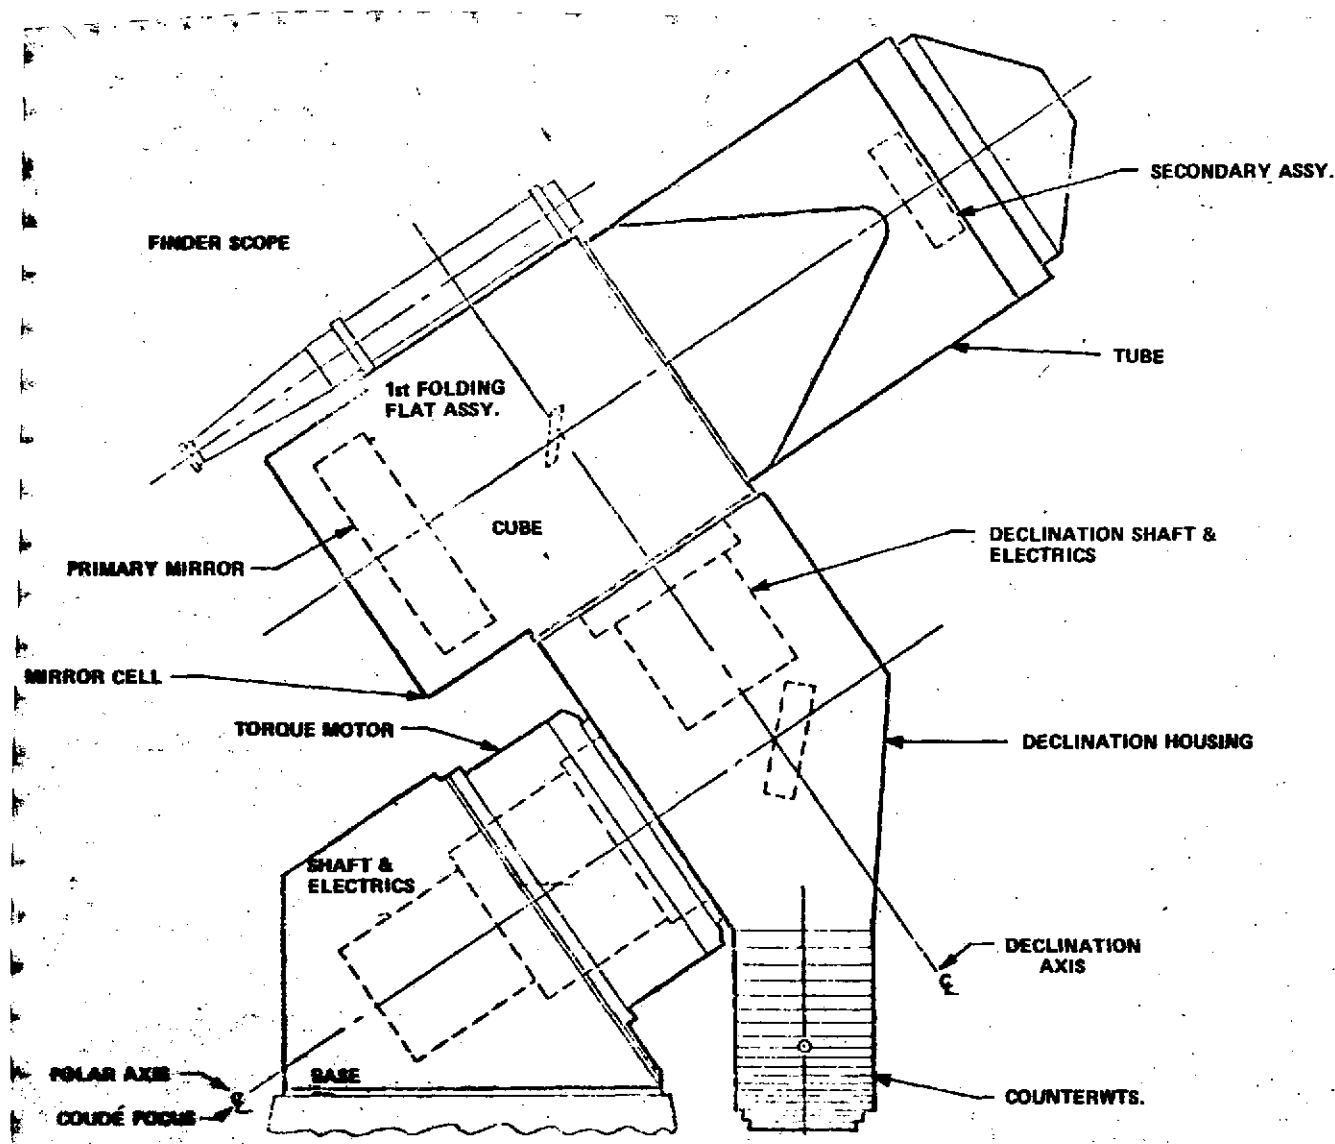 SECONDARY ASSY.
FINDER SCOPE
TUBE
1st FOLDING
FLAT ASSY.
CUBE
DECLINATION SHAFT &
ELECTRICS
PRIMARY MIRROR
MIRROR CELL
TORQUE MOTOR
DECLINATION HOUSING
SHAFT &
ELECTRICS
DECLINATION
AXIS
℄
POLAR AXIS
℄
BASE
COUDÉ FOCUS
COUNTERWTS.